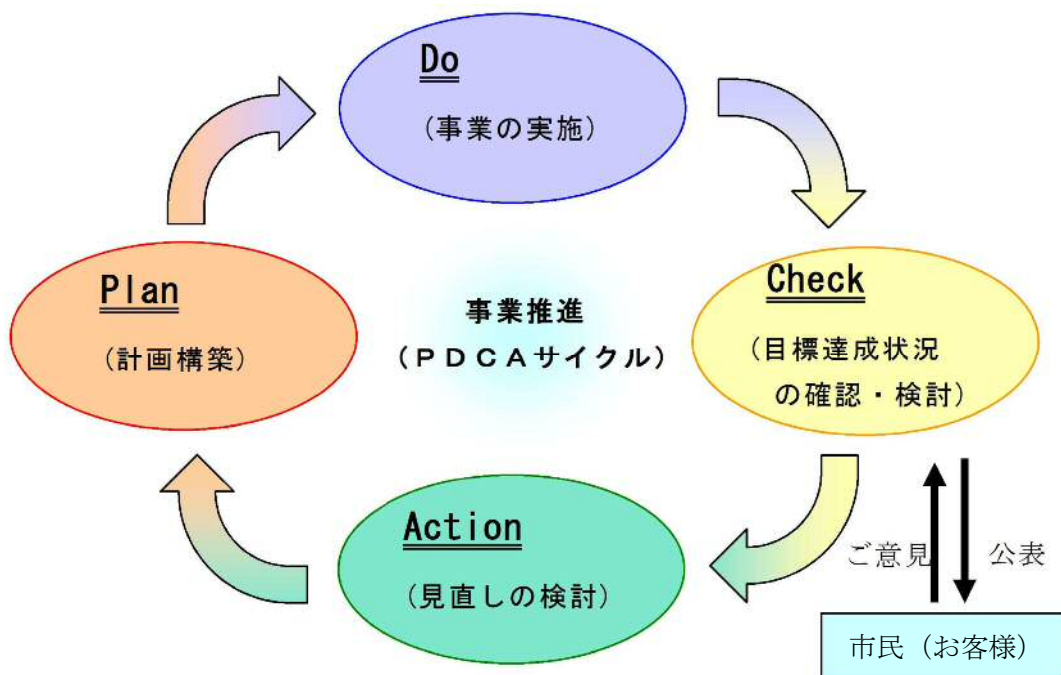 Do
(事業の実施)
Plan
(計画構築)
事業推進
(ＰＤＣＡサイクル)
Check
(目標達成状況
の確認・検討)
Action
(見直しの検討)
ご意見
公表
市民（お客様）